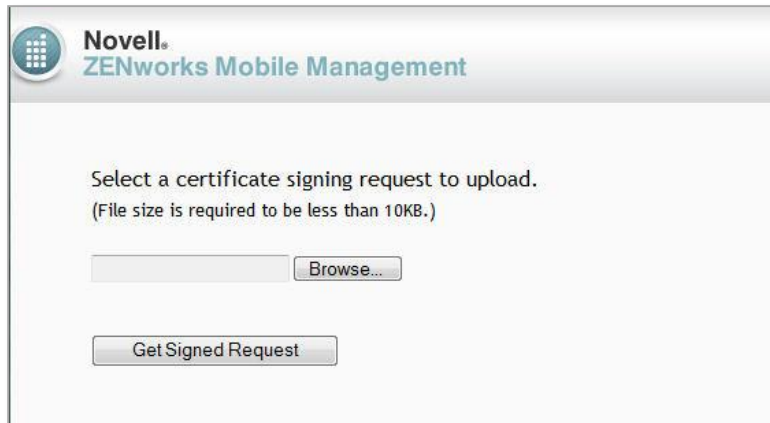 Novell®
ZENworks Mobile Management
Select a certificate signing request to upload.
(File size is required to be less than 10KB.)
Browse...
Get Signed Request